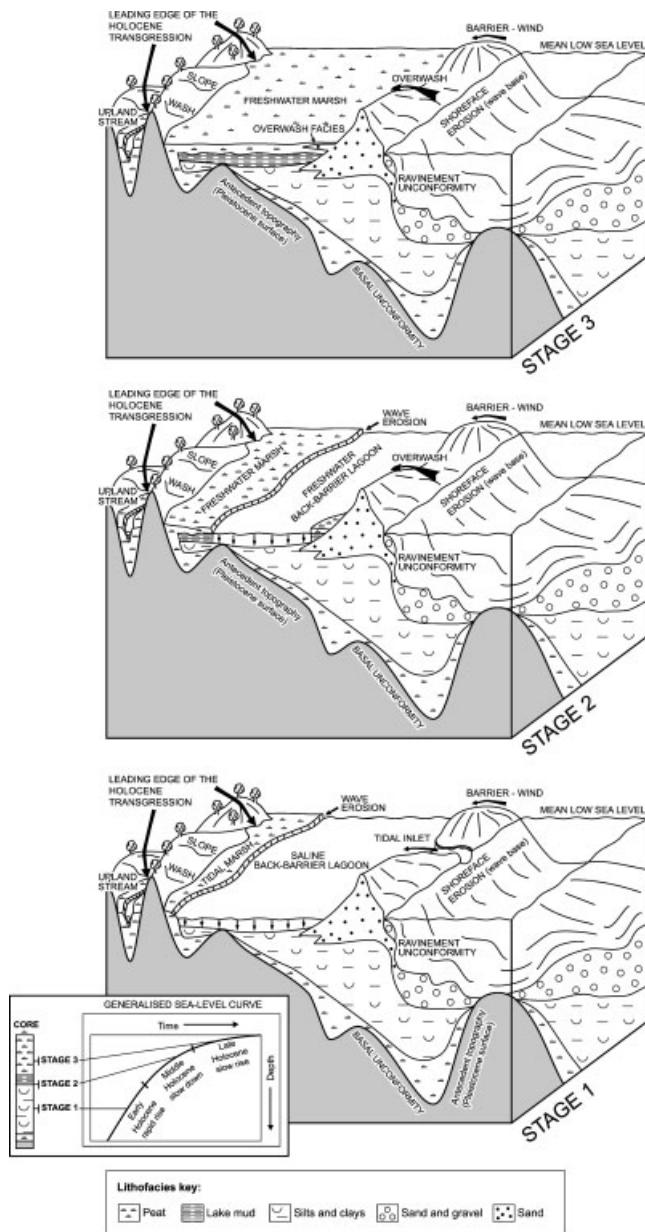 LEADING EDGE OF THE
HOLOCENE
TRANSGRESSION
BARRIER - WIND
MEAN LOW SEA LEVEL
SLOPE
WASH
UPLAND
STREAM
FRESHWATER MARSH
OVERWASH
OVERWASH FACIES
SHOREFACE
EROSION (wave base)
RAVINEMENT
UNCONFORMITY
Antecedent topography
(Pleistocene surface)
BASAL UNCONFORMITY
STAGE 3
LEADING EDGE OF THE
HOLOCENE
TRANSGRESSION
WAVE
EROSION
BARRIER - WIND
MEAN LOW SEA LEVEL
SLOPE
WASH
UPLAND
STREAM
FRESHWATER MARSH
FRESHWATER
BACK-BARRIER LAGOON
OVERWASH
SHOREFACE
EROSION (wave base)
RAVINEMENT
UNCONFORMITY
Antecedent topography
(Pleistocene surface)
BASAL UNCONFORMITY
STAGE 2
LEADING EDGE OF THE
HOLOCENE
TRANSGRESSION
WAVE
EROSION
BARRIER - WIND
MEAN LOW SEA LEVEL
TIDAL INLET
SLOPE
WASH
UPLAND
STREAM
TIDAL MARSH
SALINE
BACK-BARRIER LAGOON
SHOREFACE
EROSION (wave base)
RAVINEMENT
UNCONFORMITY
BASAL UNCONFORMITY
Antecedent topography
(Pleistocene surface)
STAGE 1
GENERALISED SEA-LEVEL CURVE
CORE
Time
STAGE 3
STAGE 2
STAGE 1
Late
Holocene
slow rise
Middle
Holocene
slow down
Early
Holocene
rapid rise
Depth
Lithofacies key:
Peat
Lake mud
Silts and clays
Sand and gravel
Sand